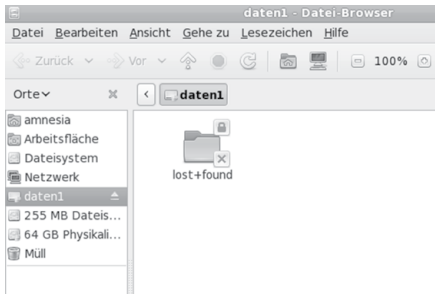 daten1 - Datei-Browser
Datei Bearbeiten Ansicht Gehe zu Lesezeichen Hilfe
Zurück Vor 100%
Orte daten1
amnesia
Arbeitsfläche
Dateisystem
Netzwerk
daten1
255 MB Dateis...
64 GB Physikali...
Müll
lost+found